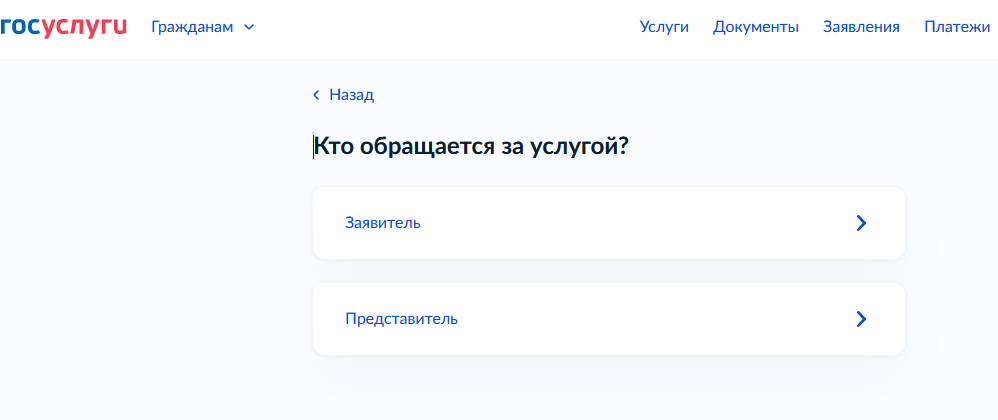 госуслуги Гражданам Услуги Документы Заявления Платежи
Назад
Кто обращается за услугой?
Заявитель
Представитель